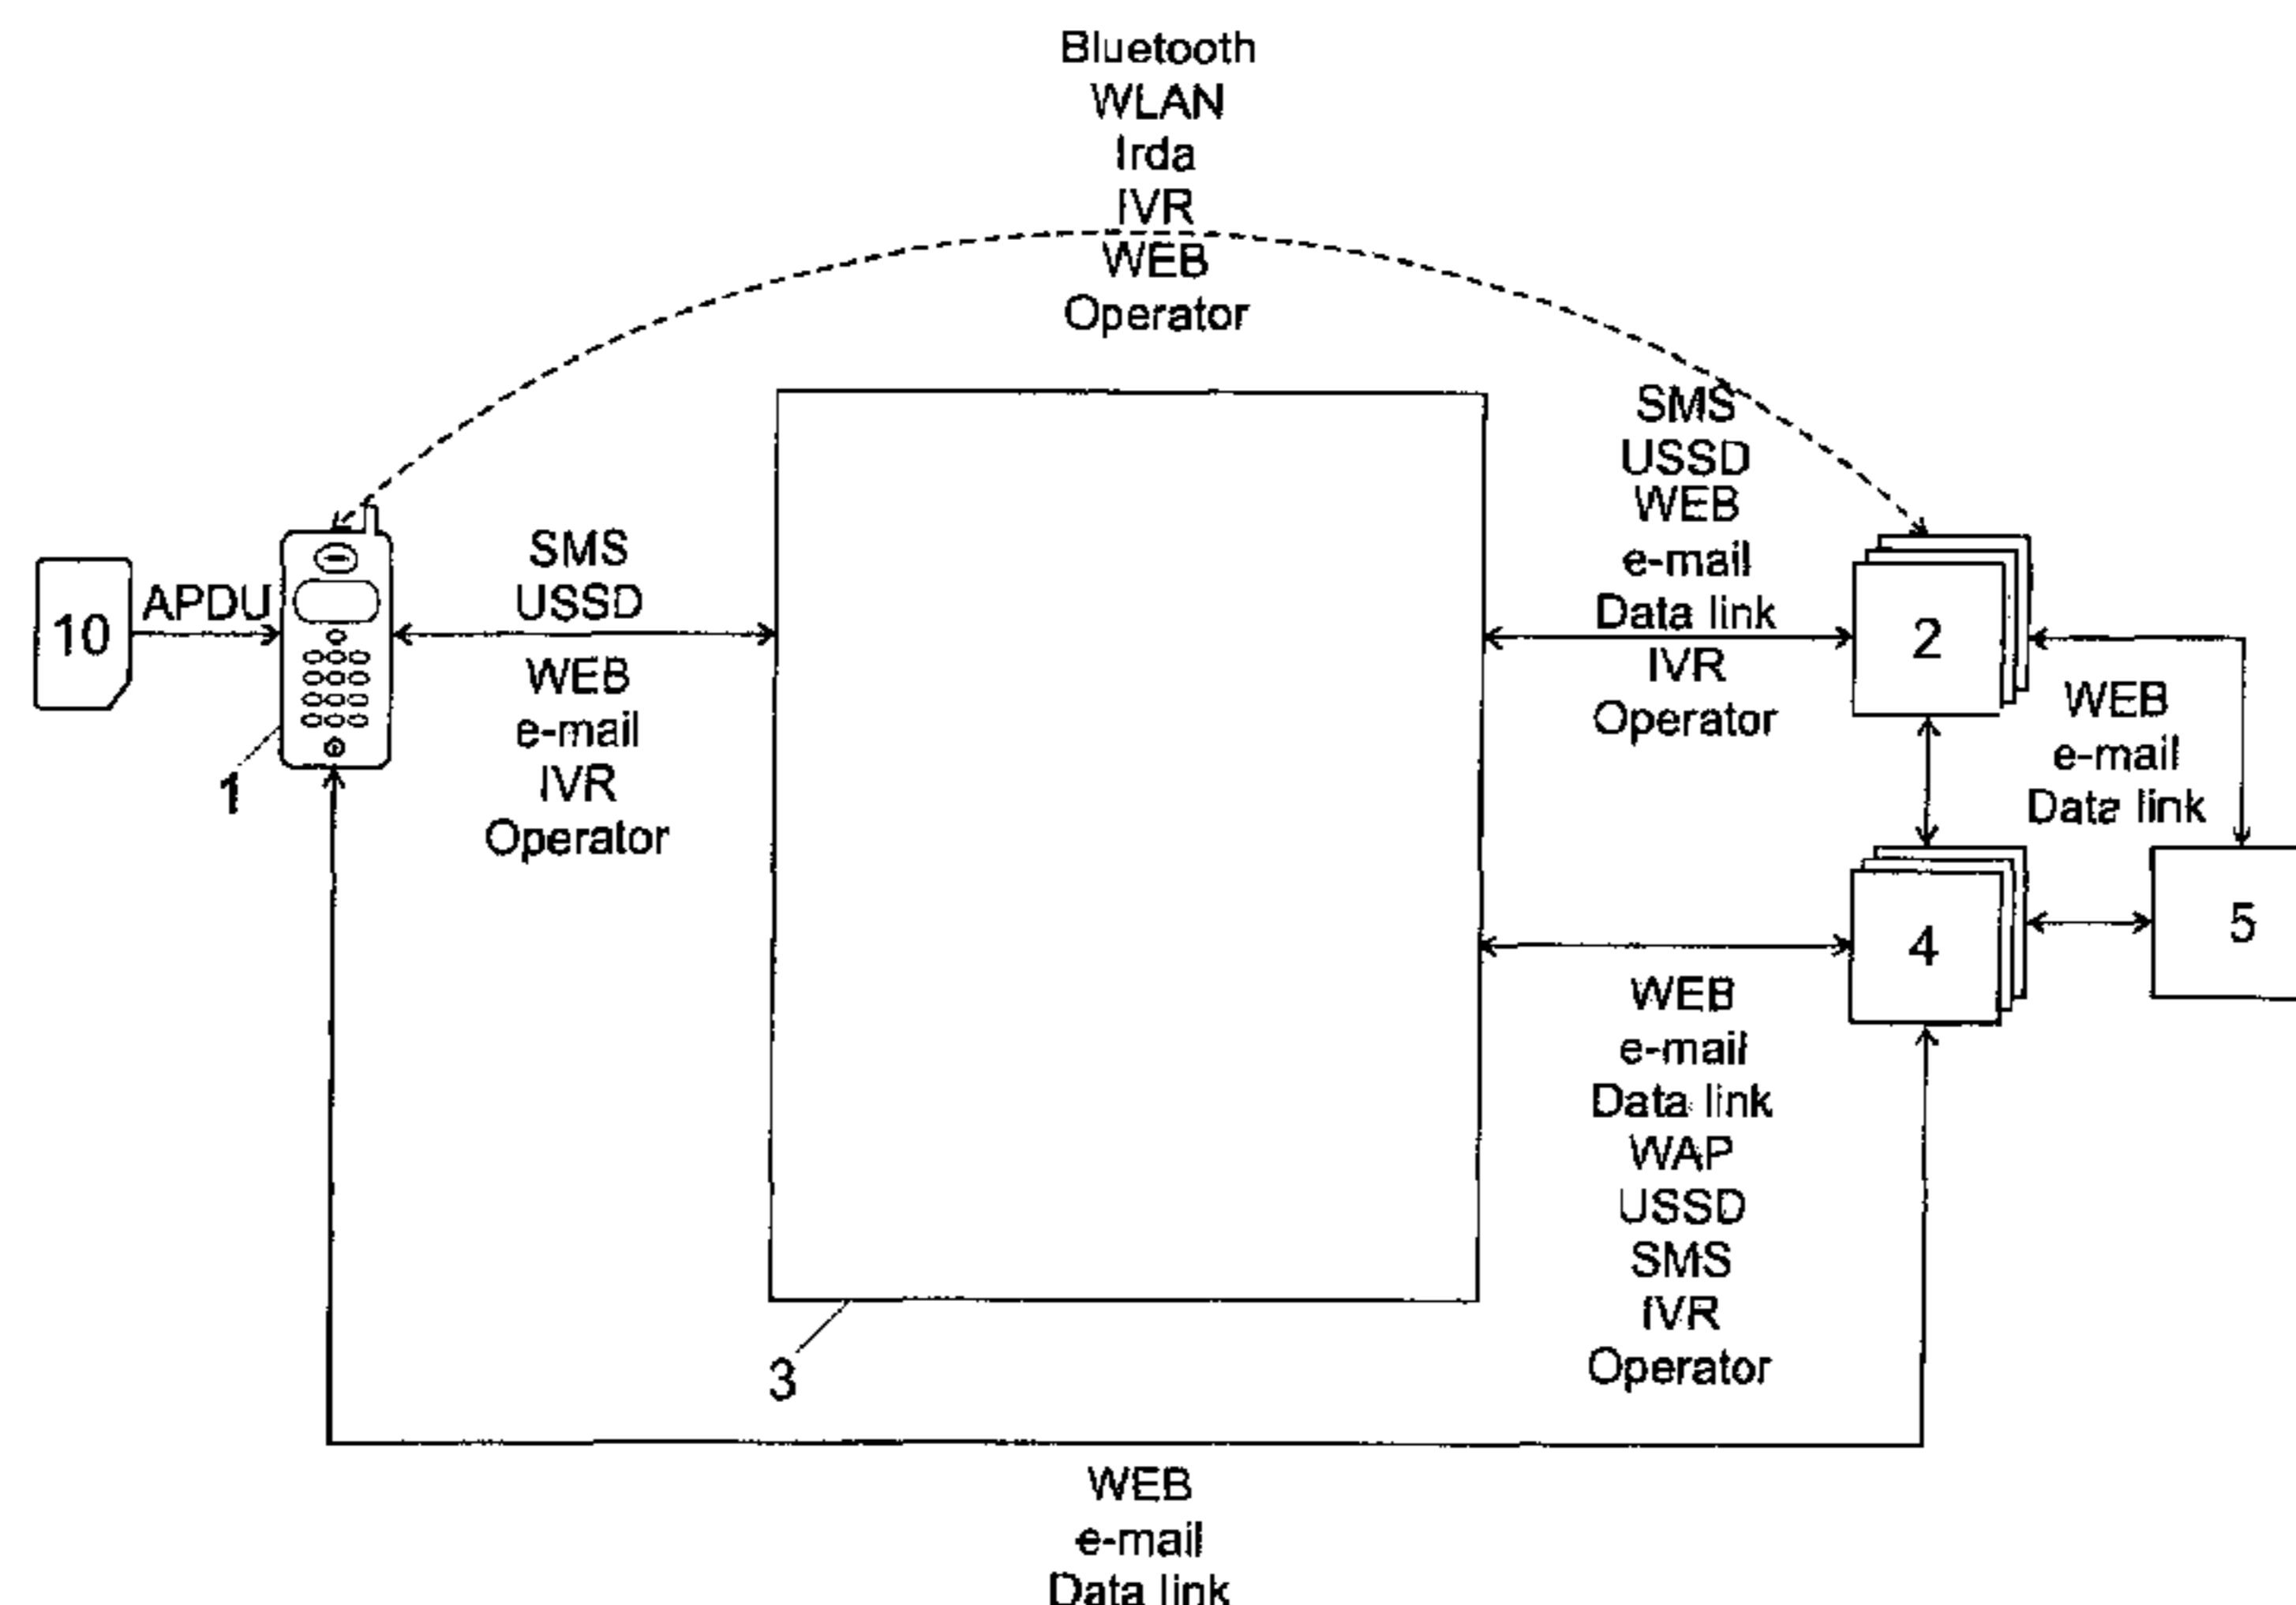 Bluetooth
WLAN
Irda
IVR
WEB
Operator
10
APDU
1
SMS
USSD
WEB
e-mail
IVR
Operator
3
SMS
USSD
WEB
e-mail
Data link
IVR
Operator
2
WEB
e-mail
Data link
4
5
WEB
e-mail
Data link
WAP
USSD
SMS
IVR
Operator
WEB
e-mail
Data link